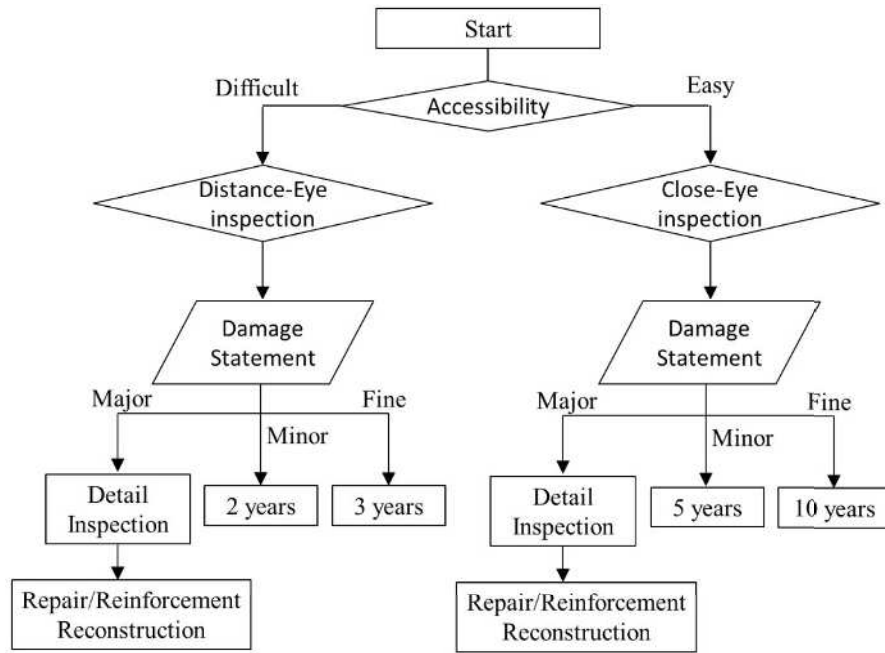 Start
Difficult
Accessibility
Easy
Distance-Eye
inspection
Close-Eye
inspection
Damage
Statement
Damage
Statement
Major
Fine
Minor
Major
Fine
Minor
Detail
Inspection
2 years
3 years
Detail
Inspection
5 years
10 years
Repair/Reinforcement
Reconstruction
Repair/Reinforcement
Reconstruction